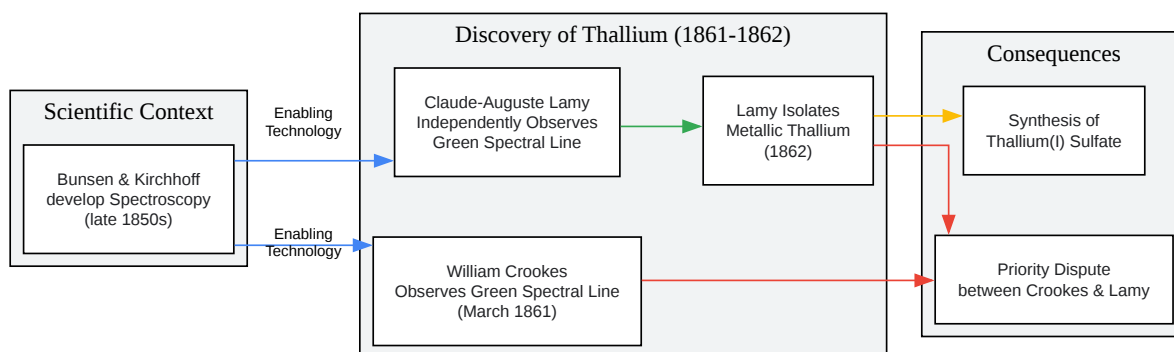 Scientific Context
Bunsen & Kirchhoff
develop Spectroscopy
(late 1850s)
Enabling
Technology
Enabling
Technology
Discovery of Thallium (1861-1862)
Claude-Auguste Lamy
Independently Observes
Green Spectral Line
Lamy Isolates
Metallic Thallium
(1862)
William Crookes
Observes Green Spectral Line
(March 1861)
Consequences
Synthesis of
Thallium(I) Sulfate
Priority Dispute
between Crookes & Lamy